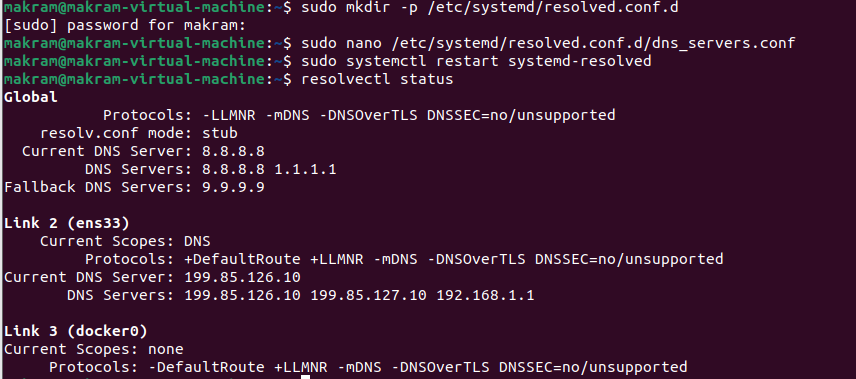 makram@makram-virtual-machine:~$ sudo mkdir -p /etc/systemd/resolved.conf.d
[sudo] password for makram:
makram@makram-virtual-machine:~$ sudo nano /etc/systemd/resolved.conf.d/dns_servers.conf
makram@makram-virtual-machine:~$ sudo systemctl restart systemd-resolved
makram@makram-virtual-machine:~$ resolvectl status
Global
Protocols: -LLMNR -mDNS -DNSOverTLS DNSSEC=no/unsupported
resolv.conf mode: stub
Current DNS Server: 8.8.8.8
DNS Servers: 8.8.8.8 1.1.1.1
Fallback DNS Servers: 9.9.9.9
Link 2 (ens33)
Current Scopes: DNS
Protocols: +DefaultRoute +LLMNR -mDNS -DNSOverTLS DNSSEC=no/unsupported
Current DNS Server: 199.85.126.10
DNS Servers: 199.85.126.10 199.85.127.10 192.168.1.1
Link 3 (docker0)
Current Scopes: none
Protocols: -DefaultRoute +LLMNR -mDNS -DNSOverTLS DNSSEC=no/unsupported